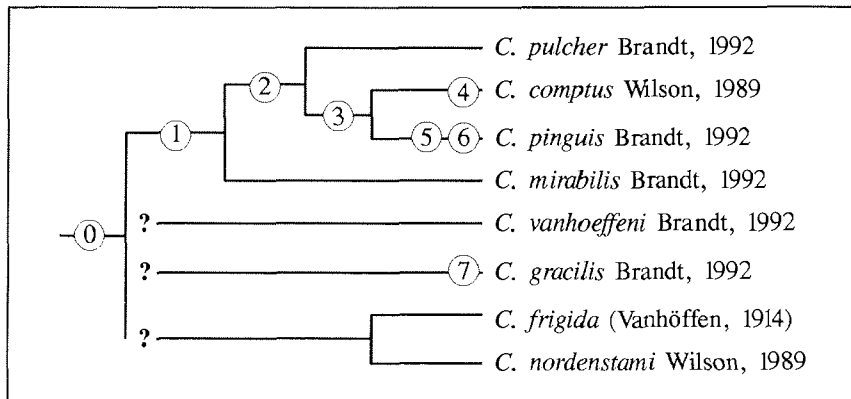 C. pulcher Brandt, 1992
2
4
C. comptus Wilson, 1989
3
1
5
6
C. pinguis Brandt, 1992
C. mirabilis Brandt, 1992
0
?
C. vanhoeffeni Brandt, 1992
?
7
C. gracilis Brandt, 1992
C. frigida (Vanhöffen, 1914)
?
C. nordenstami Wilson, 1989